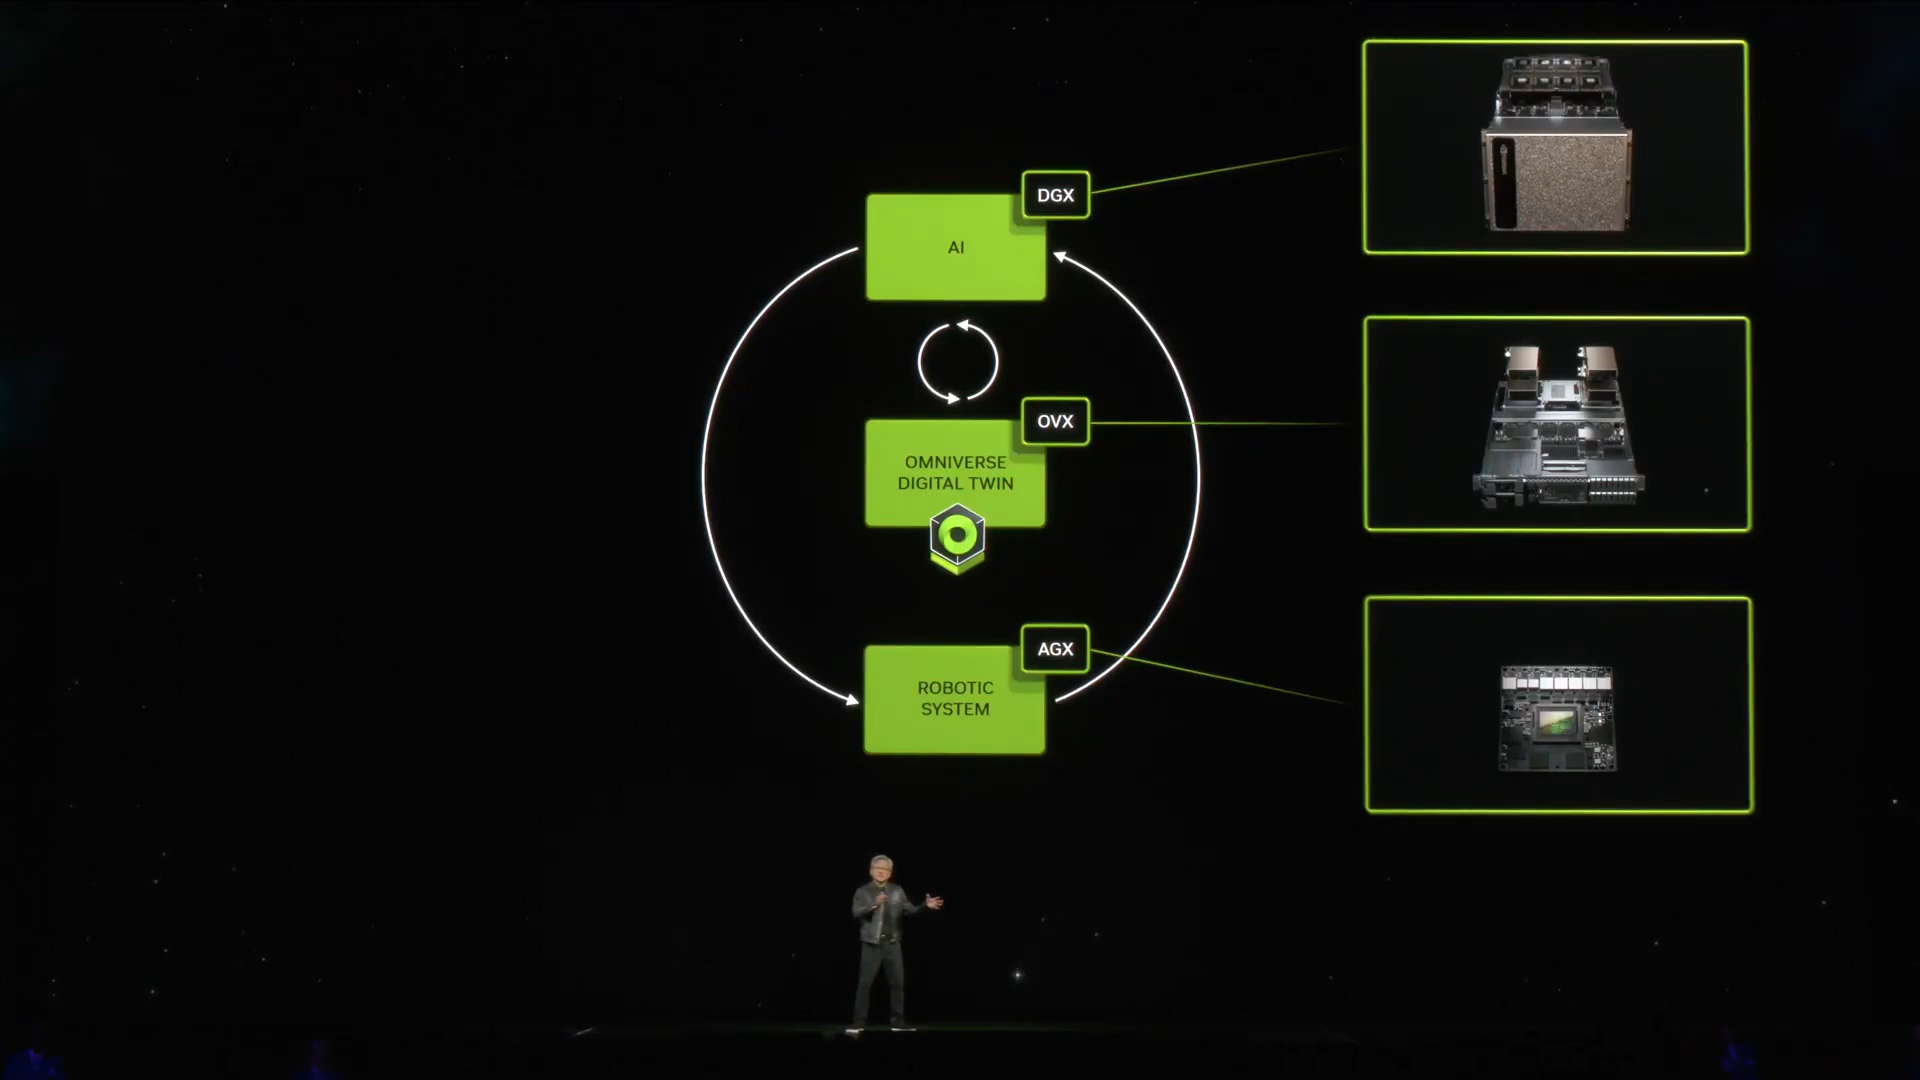 DGX
AI
OVX
OMNIVERSE
DIGITAL TWIN
AGX
ROBOTIC
SYSTEM